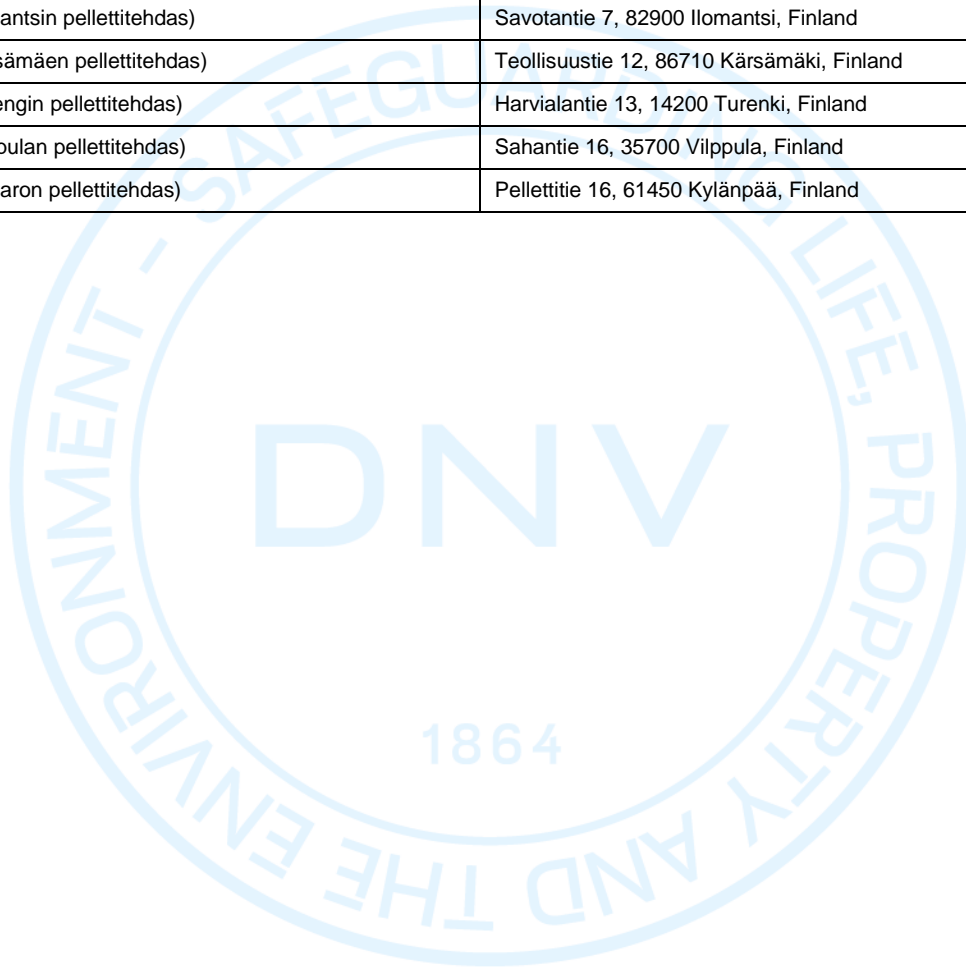 antsin pellettitehdas) Savotantie 7, 82900 Ilomantsi, Finland
sämäen pellettitehdas) Teollisuustie 12, 86710 Kärsämäki, Finland
engin pellettitehdas) Harvialantie 13, 14200 Turenki, Finland
oulan pellettitehdas) Sahantie 16, 35700 Vilppula, Finland
aron pellettitehdas) Pellettitie 16, 61450 Kylänpää, Finland
SAFEGUARDING LIFE, PROPERTY AND THE ENVIRONMENT -
DNV
1864